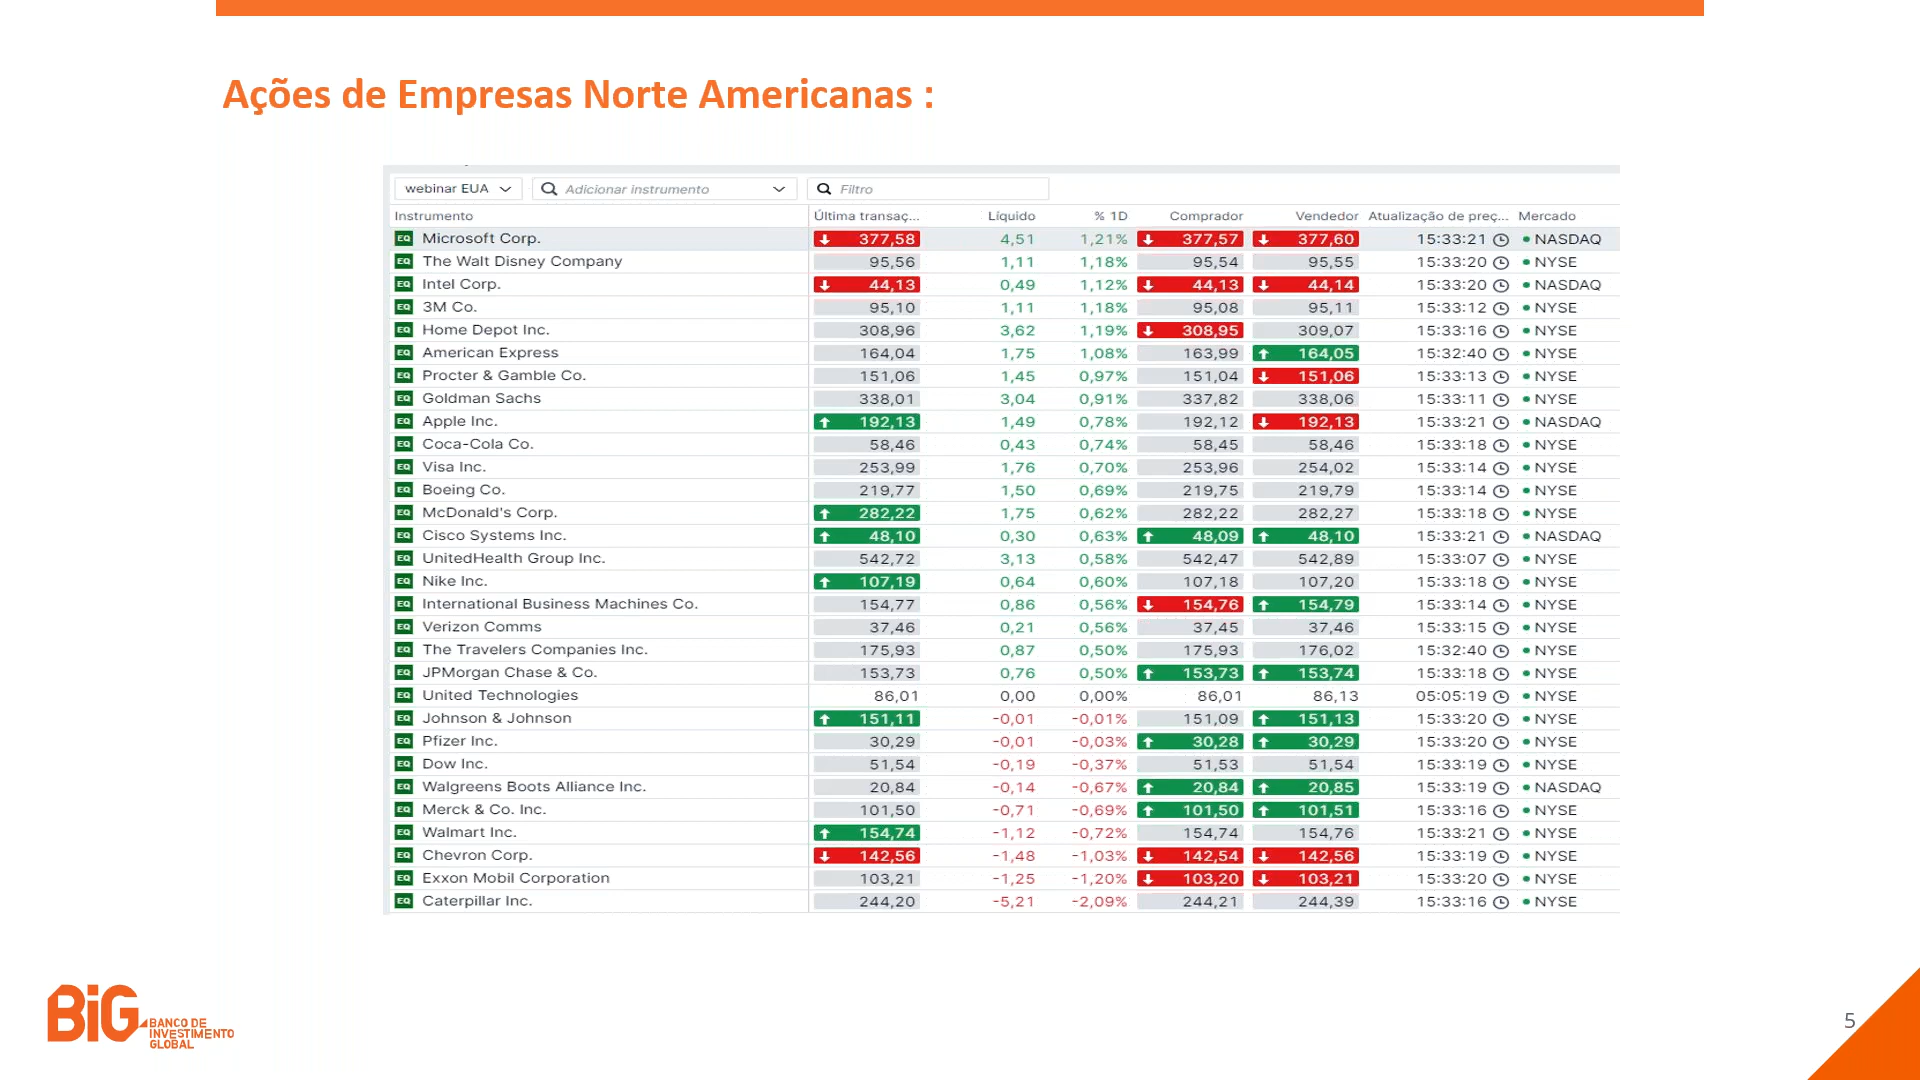 Ações de Empresas Norte Americanas :
webinar EUA Adicionar instrumento Filtro
Instrumento Última transaç... Líquido % 1D Comprador Vendedor Atualização de preç... Mercado
EQ Microsoft Corp. 377,58 4,51 1,21% 377,57 377,60 15:33:21 NASDAQ
EQ The Walt Disney Company 95,56 1,11 1,18% 95,54 95,55 15:33:20 NYSE
EQ Intel Corp. 44,13 0,49 1,12% 44,13 44,14 15:33:20 NASDAQ
EQ 3M Co. 95,10 1,11 1,18% 95,08 95,11 15:33:12 NYSE
EQ Home Depot Inc. 308,96 3,62 1,19% 308,95 309,07 15:33:16 NYSE
EQ American Express 164,04 1,75 1,08% 163,99 164,05 15:32:40 NYSE
EQ Procter & Gamble Co. 151,06 1,45 0,97% 151,04 151,06 15:33:13 NYSE
EQ Goldman Sachs 338,01 3,04 0,91% 337,82 338,06 15:33:11 NYSE
EQ Apple Inc. 192,13 1,49 0,78% 192,12 192,13 15:33:21 NASDAQ
EQ Coca-Cola Co. 58,46 0,43 0,74% 58,45 58,46 15:33:18 NYSE
EQ Visa Inc. 253,99 1,76 0,70% 253,96 254,02 15:33:14 NYSE
EQ Boeing Co. 219,77 1,50 0,69% 219,75 219,79 15:33:14 NYSE
EQ McDonald's Corp. 282,22 1,75 0,62% 282,22 282,27 15:33:18 NYSE
EQ Cisco Systems Inc. 48,10 0,30 0,63% 48,09 48,10 15:33:21 NASDAQ
EQ UnitedHealth Group Inc. 542,72 3,13 0,58% 542,47 542,89 15:33:07 NYSE
EQ Nike Inc. 107,19 0,64 0,60% 107,18 107,20 15:33:18 NYSE
EQ International Business Machines Co. 154,77 0,86 0,56% 154,76 154,79 15:33:14 NYSE
EQ Verizon Comms 37,46 0,21 0,56% 37,45 37,46 15:33:15 NYSE
EQ The Travelers Companies Inc. 175,93 0,87 0,50% 175,93 176,02 15:32:40 NYSE
EQ JPMorgan Chase & Co. 153,73 0,76 0,50% 153,73 153,74 15:33:18 NYSE
EQ United Technologies 86,01 0,00 0,00% 86,01 86,13 05:05:19 NYSE
EQ Johnson & Johnson 151,11 -0,01 -0,01% 151,09 151,13 15:33:20 NYSE
EQ Pfizer Inc. 30,29 -0,01 -0,03% 30,28 30,29 15:33:20 NYSE
EQ Dow Inc. 51,54 -0,19 -0,37% 51,53 51,54 15:33:19 NYSE
EQ Walgreens Boots Alliance Inc. 20,84 -0,14 -0,67% 20,84 20,85 15:33:19 NASDAQ
EQ Merck & Co. Inc. 101,50 -0,71 -0,69% 101,50 101,51 15:33:16 NYSE
EQ Walmart Inc. 154,74 -1,12 -0,72% 154,74 154,76 15:33:21 NYSE
EQ Chevron Corp. 142,56 -1,48 -1,03% 142,54 142,56 15:33:19 NYSE
EQ Exxon Mobil Corporation 103,21 -1,25 -1,20% 103,20 103,21 15:33:20 NYSE
EQ Caterpillar Inc. 244,20 -5,21 -2,09% 244,21 244,39 15:33:16 NYSE
BiG BANCO DE
INVESTIMENTO
GLOBAL
5